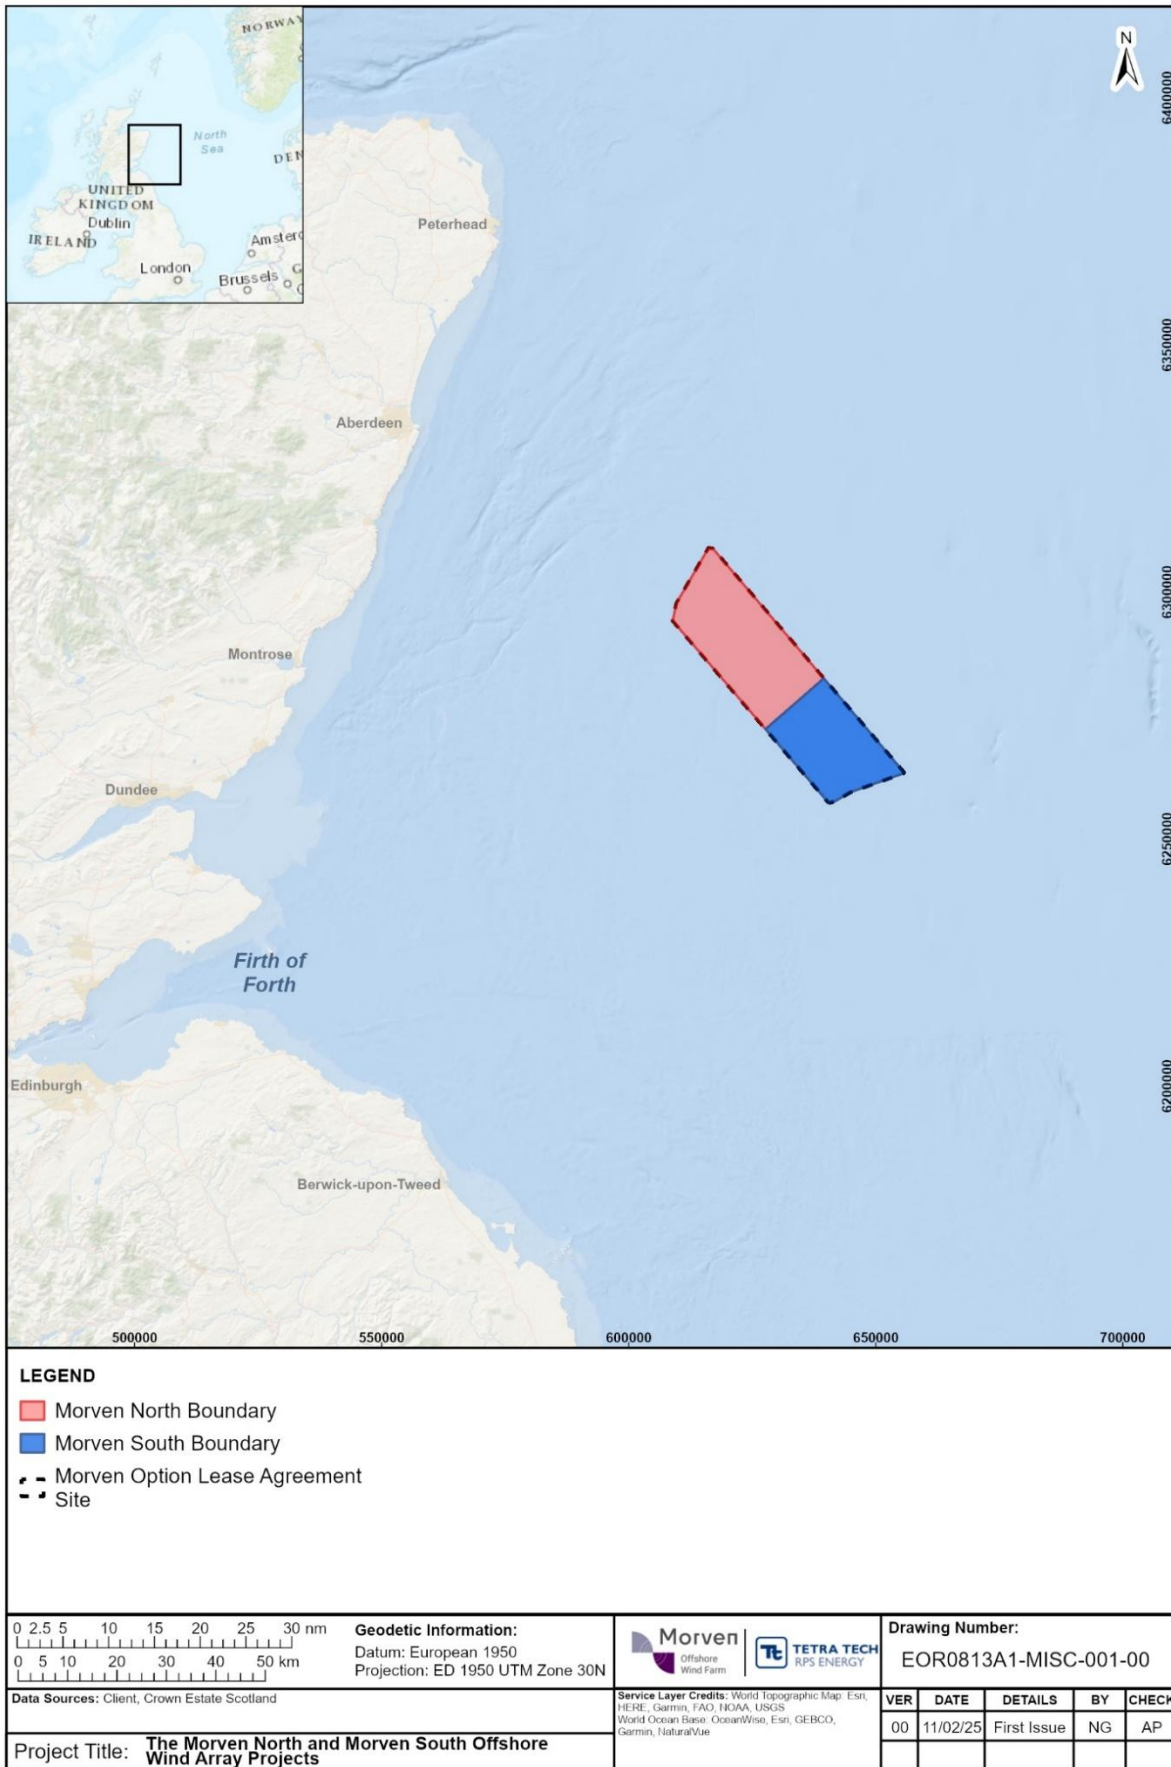 NORWAY
North
Sea
DEN
UNITED
KINGDOM
Dublin
IRELAND
Amsterd
London
Brussels
G
N
Peterhead
Aberdeen
Montrose
Dundee
Firth of
Forth
Edinburgh
Berwick-upon-Tweed
6400000
6350000
6300000
6250000
6200000
500000
550000
600000
650000
700000
LEGEND
Morven North Boundary
Morven South Boundary
Morven Option Lease Agreement
Site
0 2.5 5 10 15 20 25 30 nm
0 5 10 20 30 40 50 km
Geodetic Information:
Datum: European 1950
Projection: ED 1950 UTM Zone 30N
Data Sources: Client, Crown Estate Scotland
Project Title: The Morven North and Morven South Offshore
Wind Array Projects
Morven
Offshore
Wind Farm
Tt
TETRA TECH
RPS ENERGY
Service Layer Credits: World Topographic Map: Esri,
HERE, Garmin, FAO, NOAA, USGS
World Ocean Base: OceanWise, Esri, GEBCO,
Garmin, NaturalVue
Drawing Number:
EOR0813A1-MISC-001-00
VER DATE DETAILS BY CHECK
00 11/02/25 First Issue NG AP